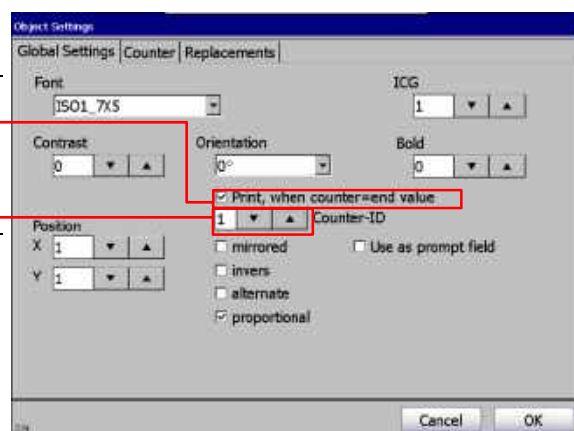 Object Settings
Global Settings Counter Replacements
Font ICG
ISO1_7X5 1
Contrast Orientation Bold
0 0° 0
Print, when counter=end value
1 Counter-ID
Position
X 1 mirrored Use as prompt field
Y 1 invers
alternate
proportional
Cancel OK